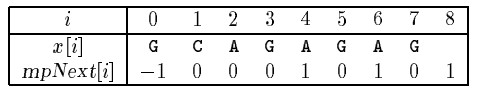 i 0 1 2 3 4 5 6 7 8
x[i] G C A G A G A G
mpNext[i] −1 0 0 0 1 0 1 0 1